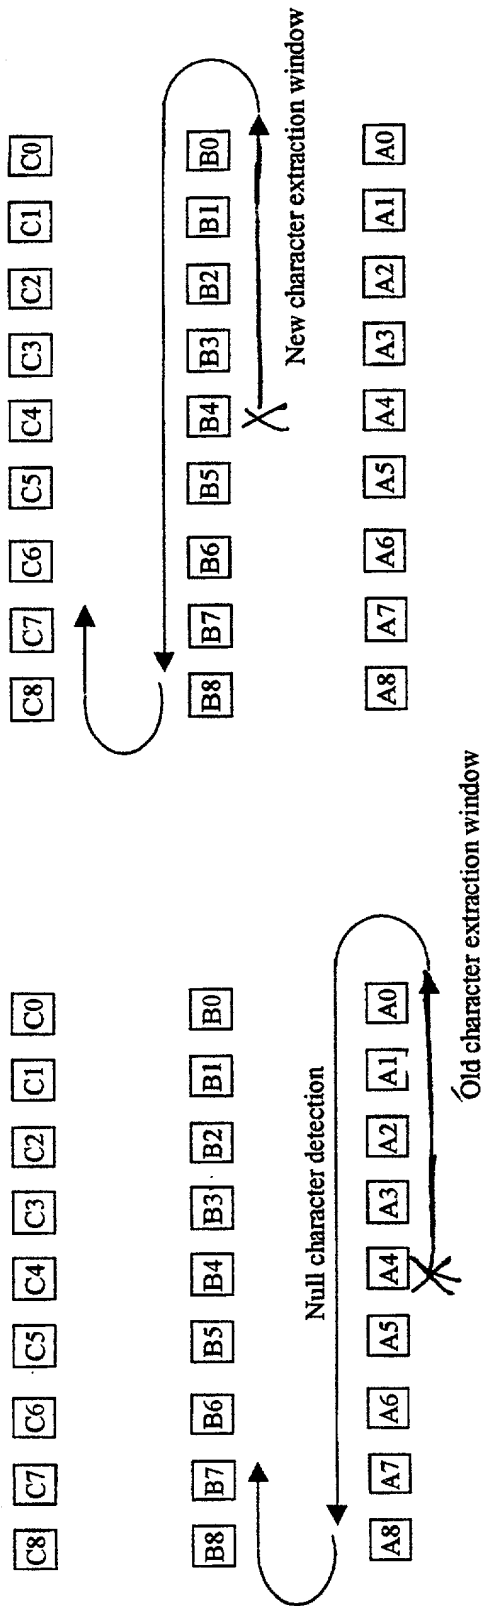 C8 C7 C6 C5 C4 C3 C2 C1 C0 C8 C7 C6 C5 C4 C3 C2 C1 C0
B8 B7 B6 B5 B4 B3 B2 B1 B0 B8 B7 B6 B5 B4 B3 B2 B1 B0
Null character detection
New character extraction window
A8 A7 A6 A5 A4 A3 A2 A1 A0 A8 A7 A6 A5 A4 A3 A2 A1 A0
Old character extraction window